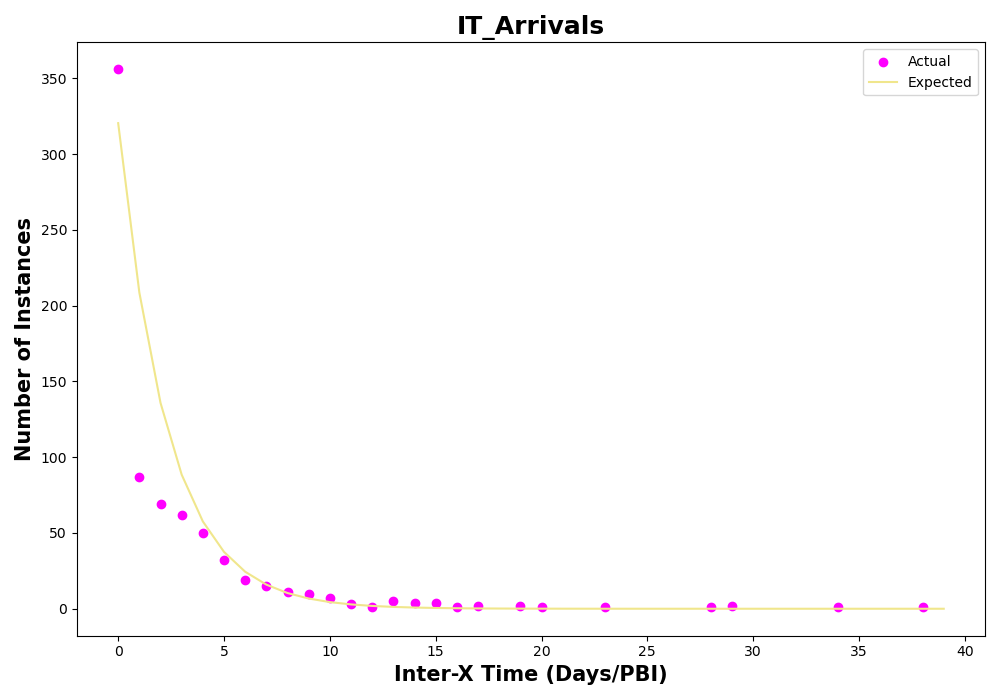 IT_Arrivals
Actual
Expected
Number of Instances
350
300
250
200
150
100
50
0
0 5 10 15 20 25 30 35 40
Inter-X Time (Days/PBI)